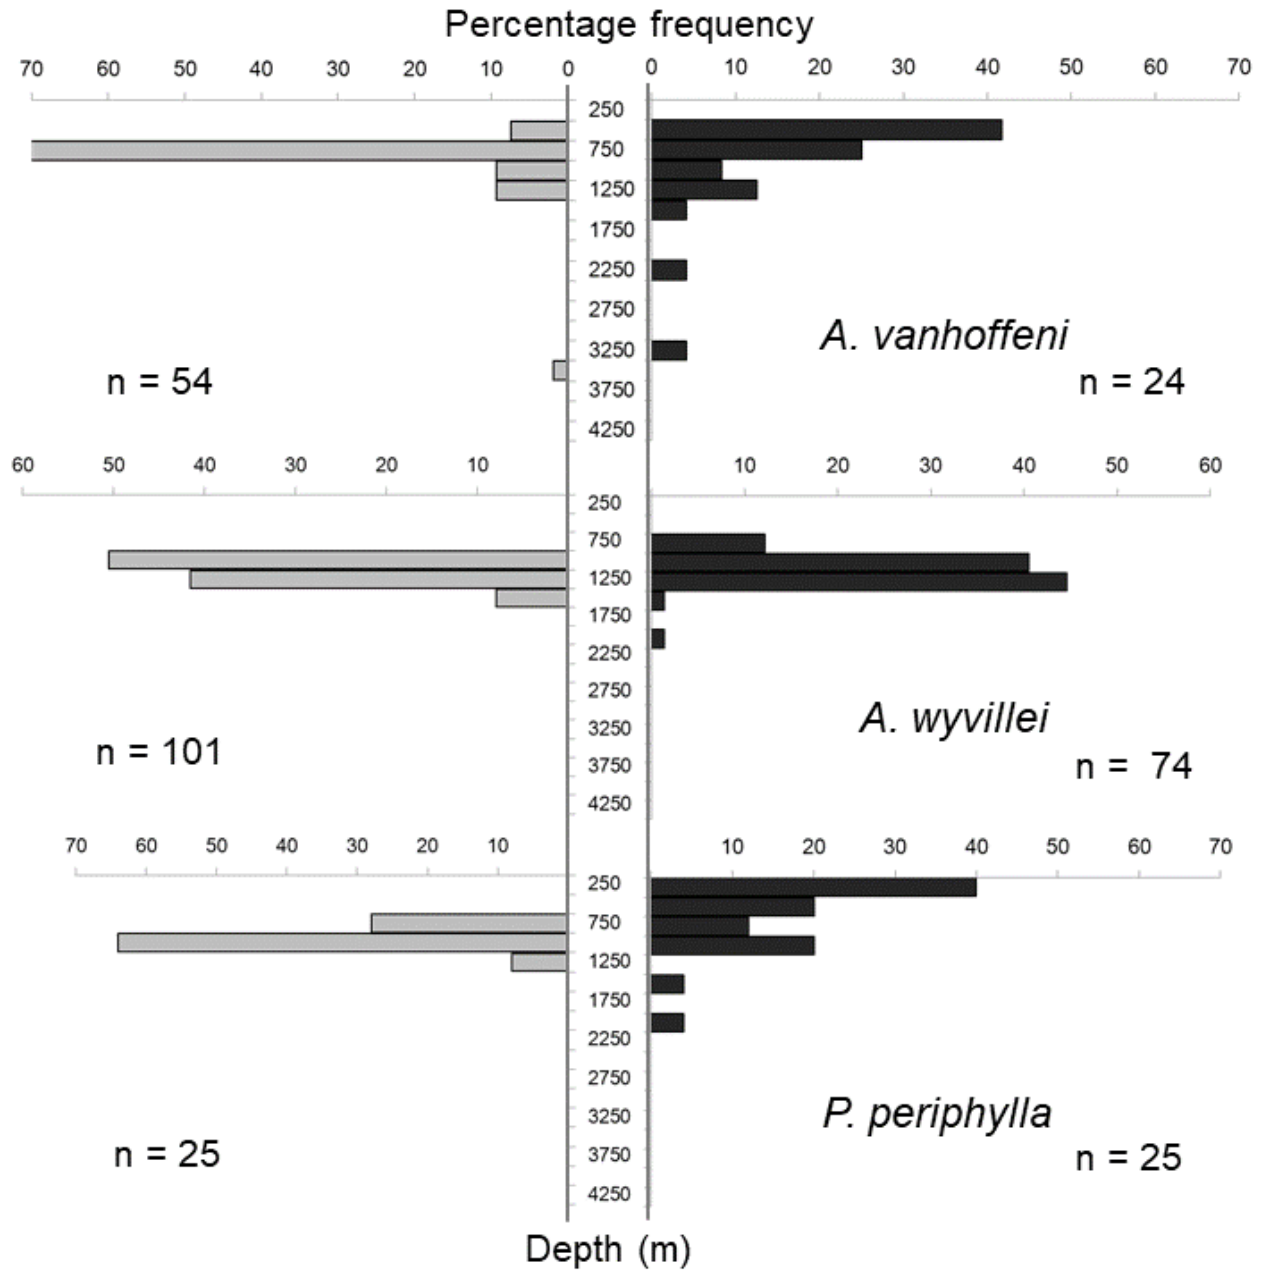 Percentage frequency
70 60 50 40 30 20 10 0 0 10 20 30 40 50 60 70
250
750
1250
1750
2250
2750
3250
A. vanhoffeni
n = 54
3750
n = 24
4250
60 50 40 30 20 10 10 20 30 40 50 60
250
750
1250
1750
2250
2750
3250
A. wyvillei
n = 101
3750
n = 74
4250
70 60 50 40 30 20 10 10 20 30 40 50 60 70
250
750
1250
1750
2250
2750
3250
P. periphylla
n = 25
3750
n = 25
4250
Depth (m)